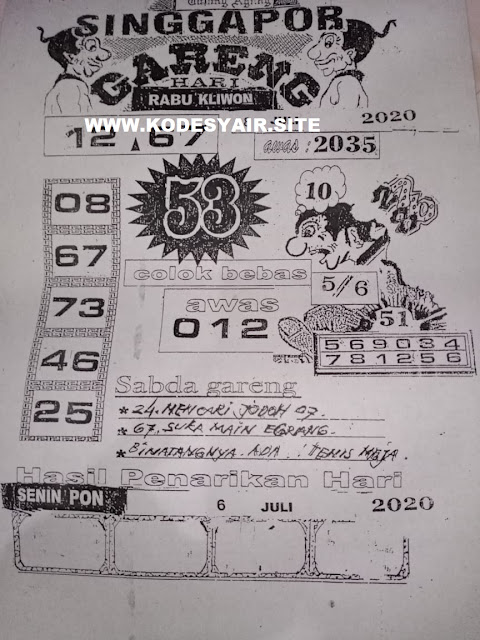 Gunung Agung
SINGGAPOR
GARENG
HARI
RABU KLIWON
2020
WWW.KODESYAIR.SITE
12 67
awas : 2035
08
67
73
46
25
53
10
colok bebas
5/6
awas
012
51
569034
781256
Sabda gareng
* 24. MENCARI JODOH 07.
* 67. SUKA MAIN EGRANG.
* BINATANGNYA. ADA. : TENIS MEJA.
Hasil Penarikan Hari
SENIN PON
6 JULI 2020